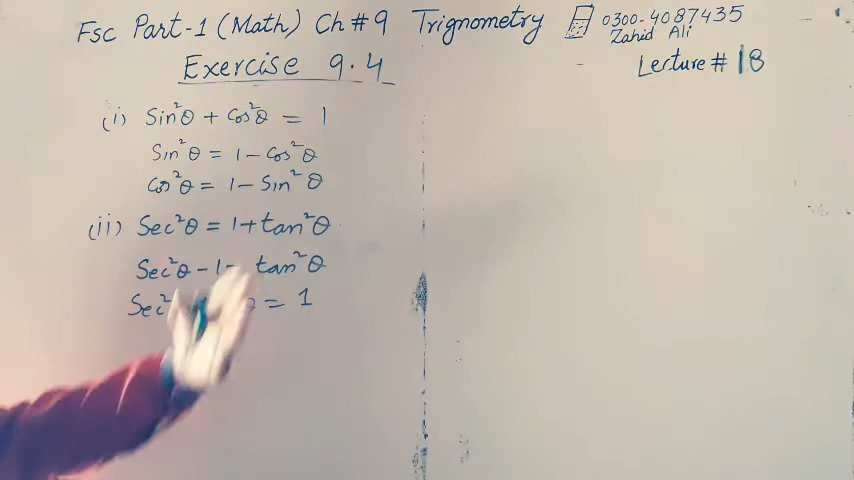 Fsc Part-1 (Math) Ch # 9 Trignometry 0300-4087435
Zahid Ali
Exercise 9.4
Lecture # 18
(i) Sin²θ + Cos²θ = 1
Sin²θ = 1 - Cos²θ
Cos²θ = 1 - Sin²θ
(ii) Sec²θ = 1 + tan²θ
Sec²θ - 1 = tan²θ
Sec² = 1